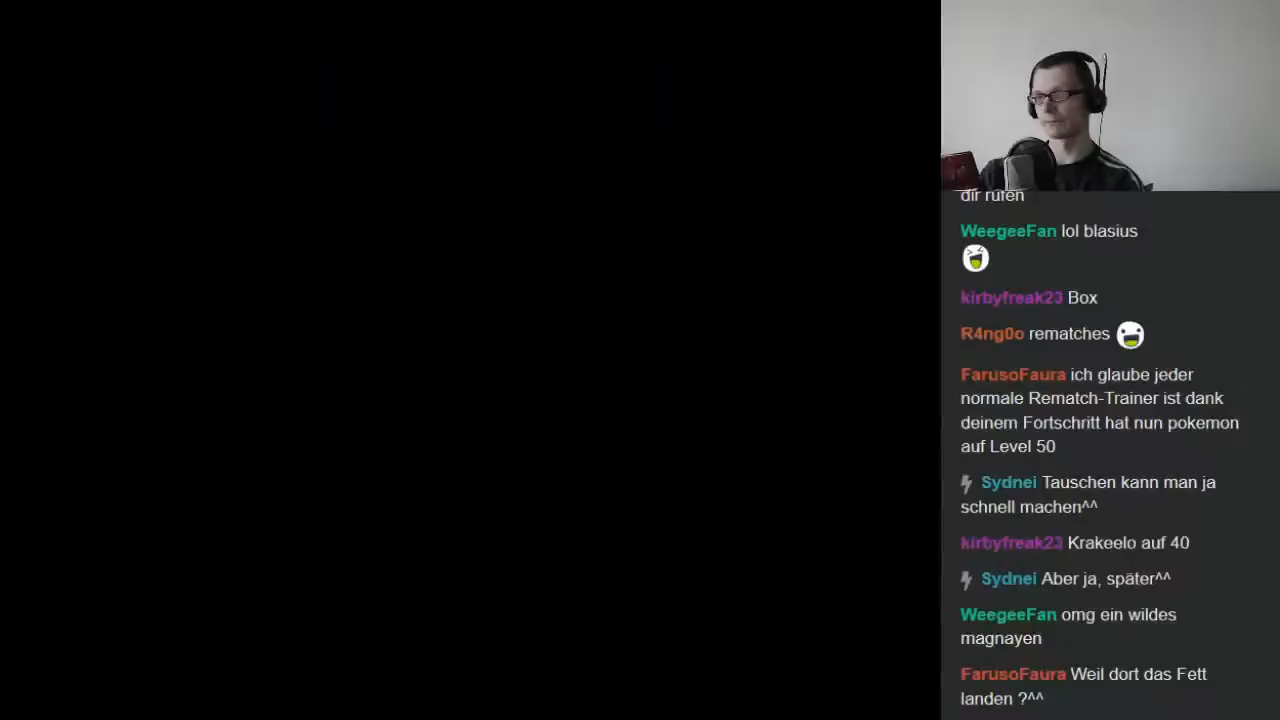 dir rufen
WeegeeFan lol blasius
kirbyfreak23 Box
R4ng0o rematches
FarusoFaura ich glaube jeder
normale Rematch-Trainer ist dank
deinem Fortschritt hat nun pokemon
auf Level 50
Sydnei Tauschen kann man ja
schnell machen^^
kirbyfreak23 Krakeelo auf 40
Sydnei Aber ja, später^^
WeegeeFan omg ein wildes
magnayen
FarusoFaura Weil dort das Fett
landen ?^^